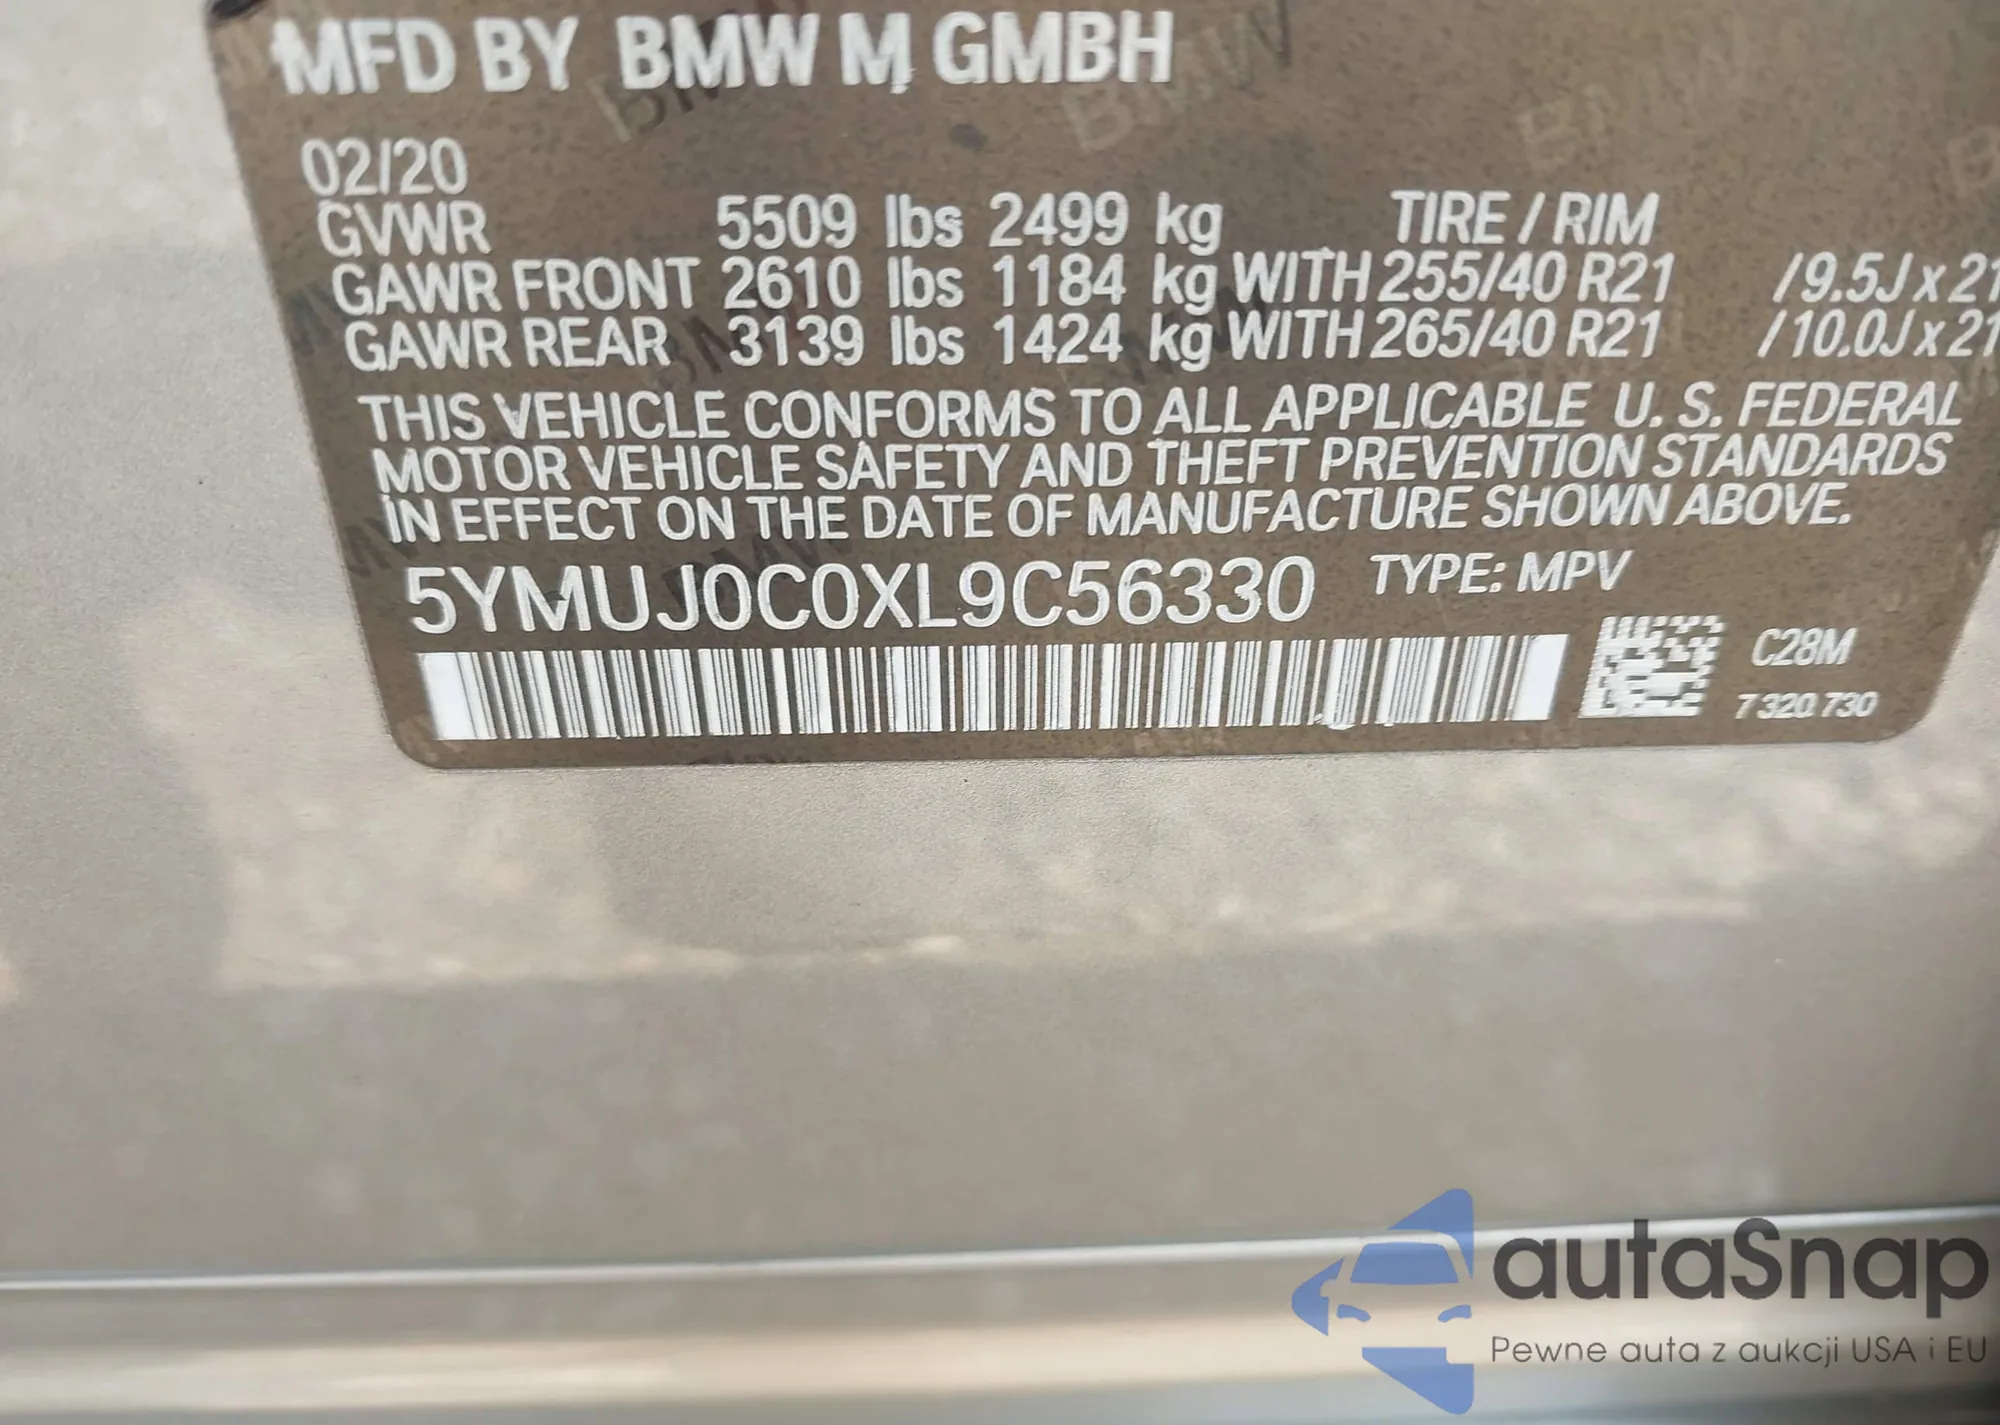 MFD BY BMW M GMBH
02/20
GVWR 5509 lbs 2499 kg TIRE / RIM
GAWR FRONT 2610 lbs 1184 kg WITH 255/40 R21 /9.5J x 21
GAWR REAR 3139 lbs 1424 kg WITH 265/40 R21 /10.0J x 21
THIS VEHICLE CONFORMS TO ALL APPLICABLE U. S. FEDERAL
MOTOR VEHICLE SAFETY AND THEFT PREVENTION STANDARDS
IN EFFECT ON THE DATE OF MANUFACTURE SHOWN ABOVE.
5YMUJ0C0XL9C56330 TYPE: MPV
C28M
7 320 730
autaSnap
Pewne auta z aukcji USA i EU